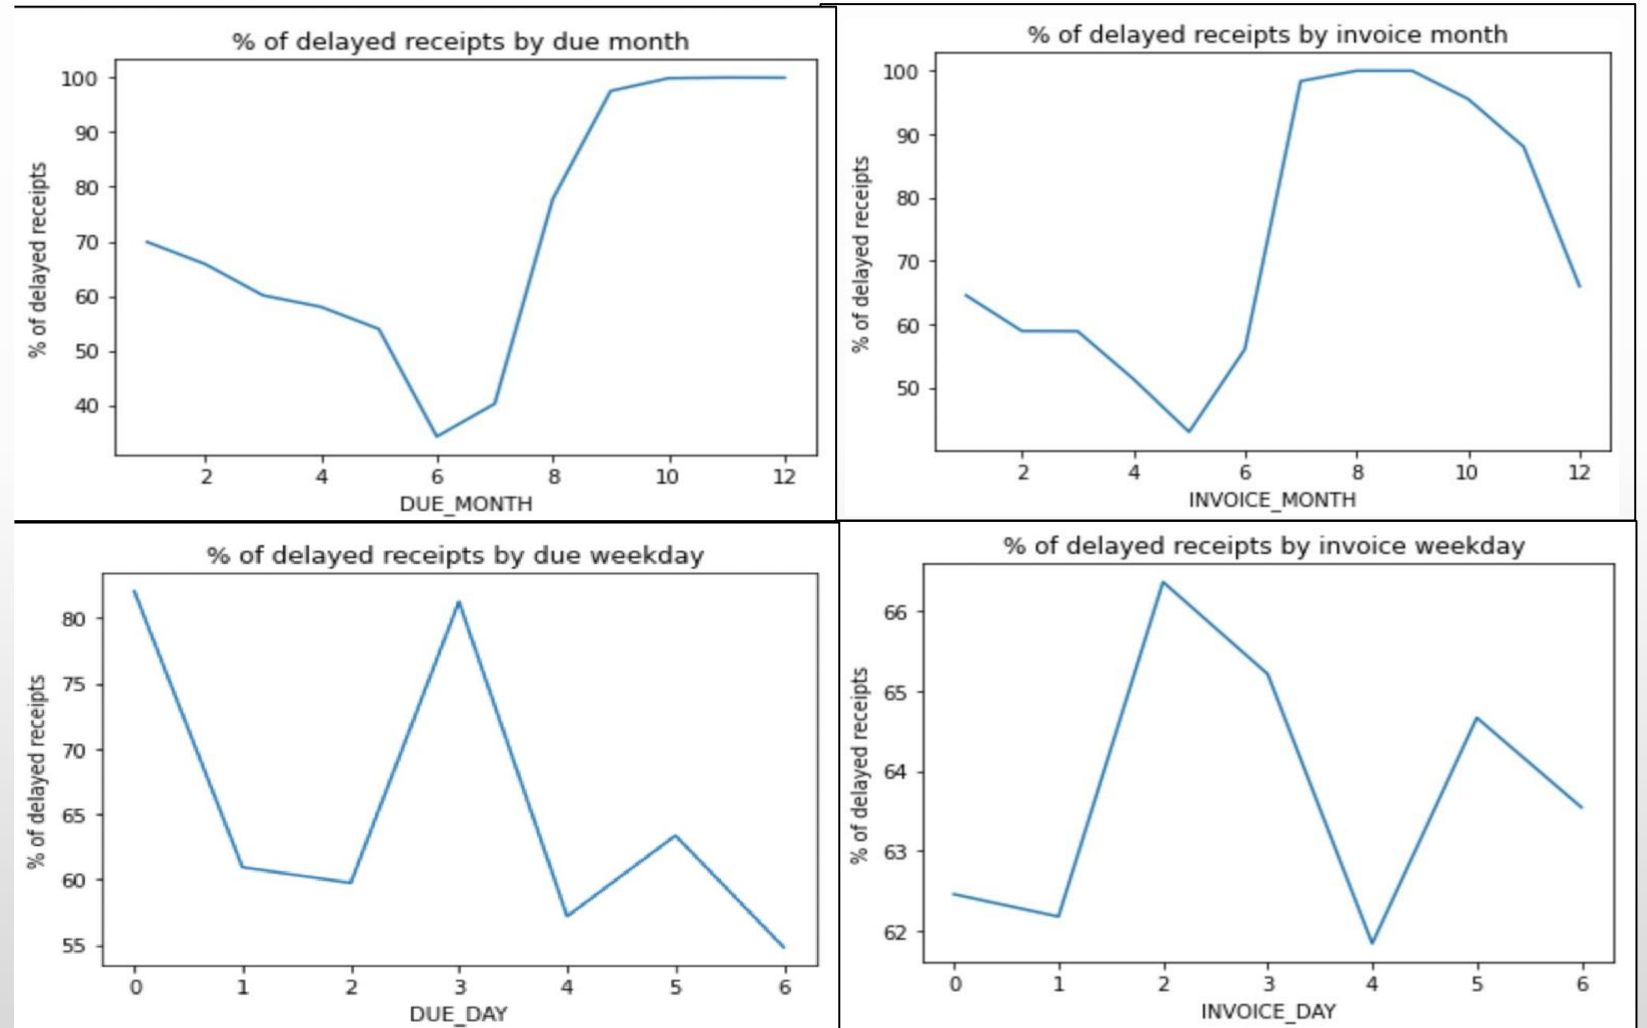 % of delayed receipts by due month
% of delayed receipts
100
90
80
70
60
50
40
2 4 6 8 10 12
DUE_MONTH
% of delayed receipts by invoice month
% of delayed receipts
100
90
80
70
60
50
2 4 6 8 10 12
INVOICE_MONTH
% of delayed receipts by due weekday
% of delayed receipts
80
75
70
65
60
55
0 1 2 3 4 5 6
DUE_DAY
% of delayed receipts by invoice weekday
% of delayed receipts
66
65
64
63
62
0 1 2 3 4 5 6
INVOICE_DAY